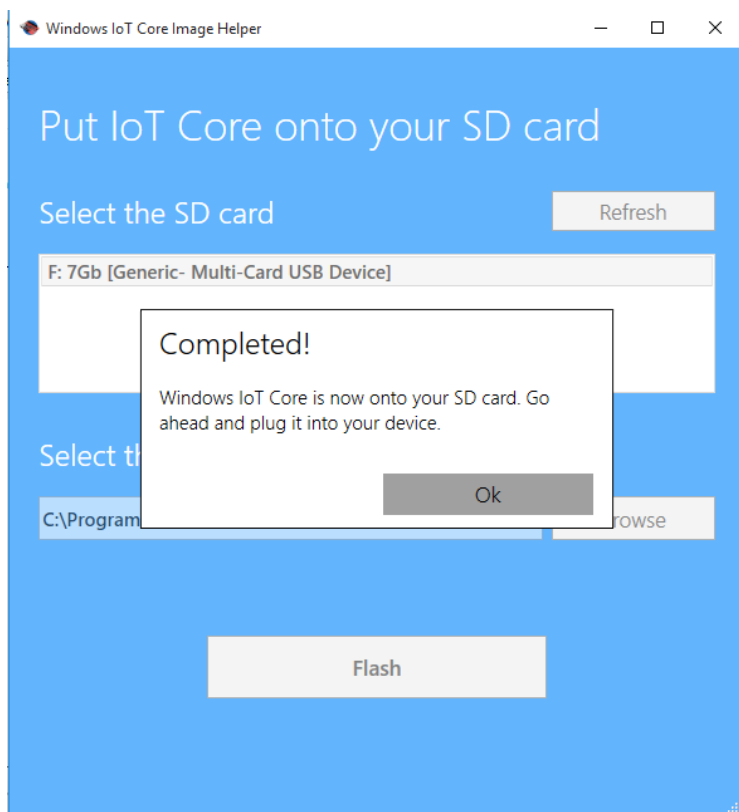 Windows IoT Core Image Helper
Put IoT Core onto your SD card
Select the SD card
Refresh
F: 7Gb [Generic- Multi-Card USB Device]
Completed!
Windows IoT Core is now onto your SD card. Go
ahead and plug it into your device.
Ok
Select th
C:\Program
rowse
Flash